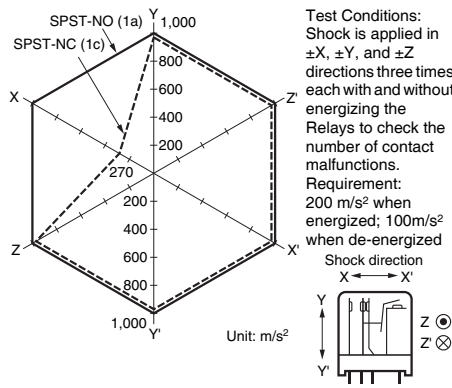 SPST-NO (1a)
SPST-NC (1c)
Y
1,000
800
600
400
200
X
Z'
270
Z
X'
200
400
600
800
1,000
Y'
Unit: m/s²
Test Conditions:
Shock is applied in
±X, ±Y, and ±Z
directions three times
each with and without
energizing the
Relays to check the
number of contact
malfunctions.
Requirement:
200 m/s² when
energized; 100m/s²
when de-energized
Shock direction
X X'
Y
Z
Z'
Y'